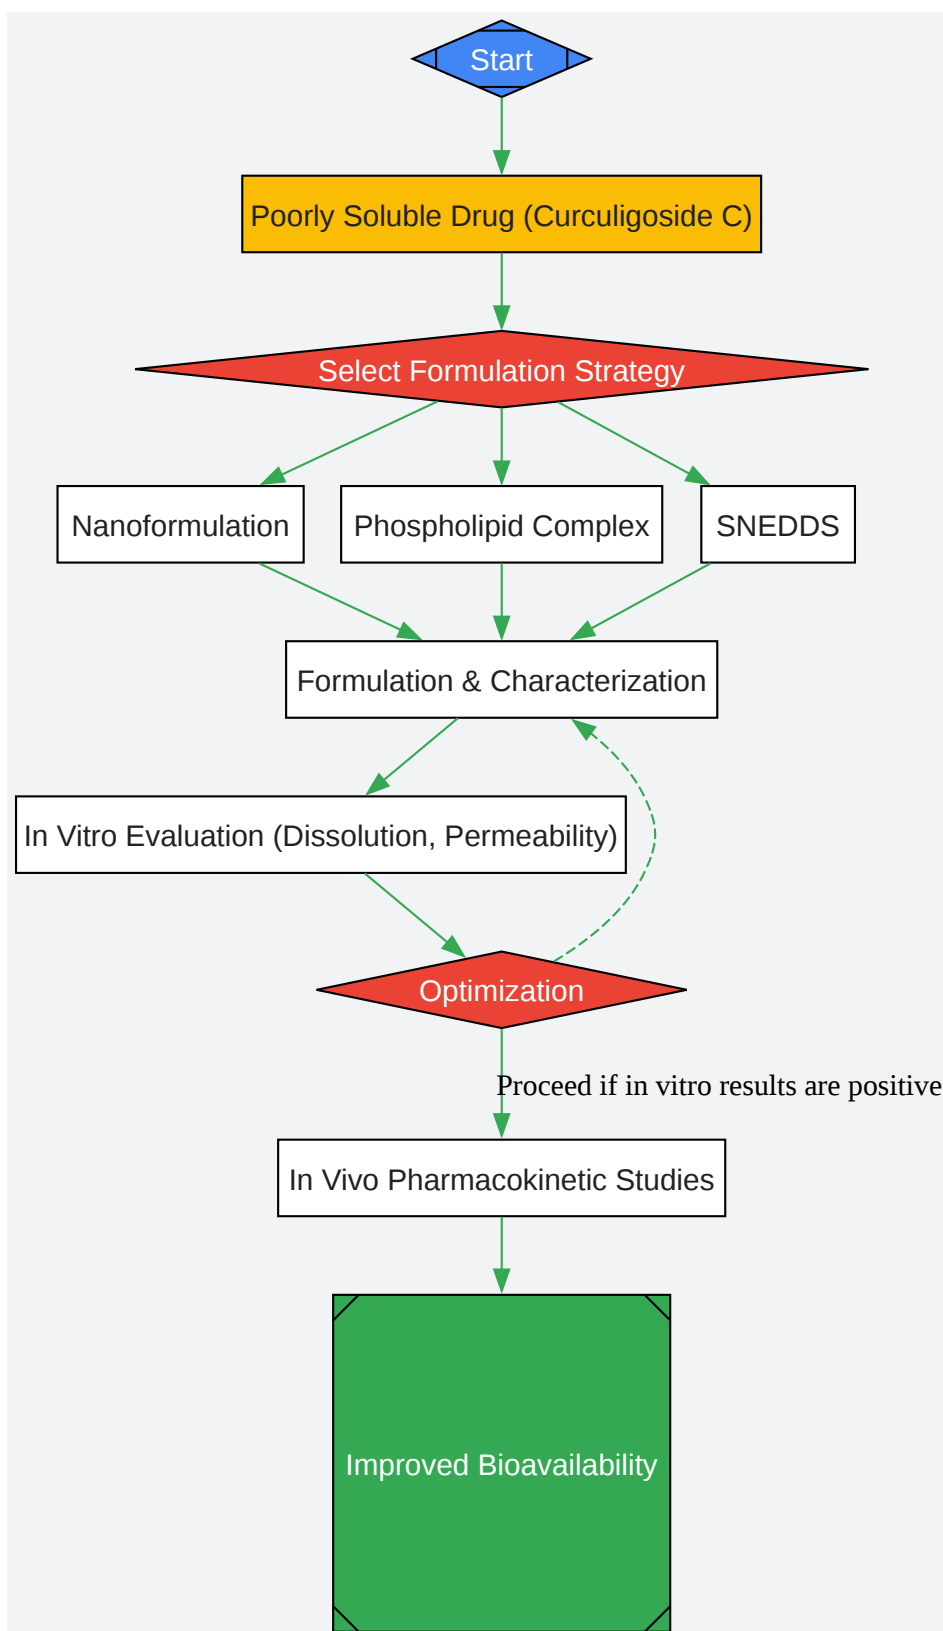 Start
Poorly Soluble Drug (Curculigoside C)
Select Formulation Strategy
Nanoformulation
Phospholipid Complex
SNEDDS
Formulation & Characterization
In Vitro Evaluation (Dissolution, Permeability)
Optimization
Proceed if in vitro results are positive
In Vivo Pharmacokinetic Studies
Improved Bioavailability